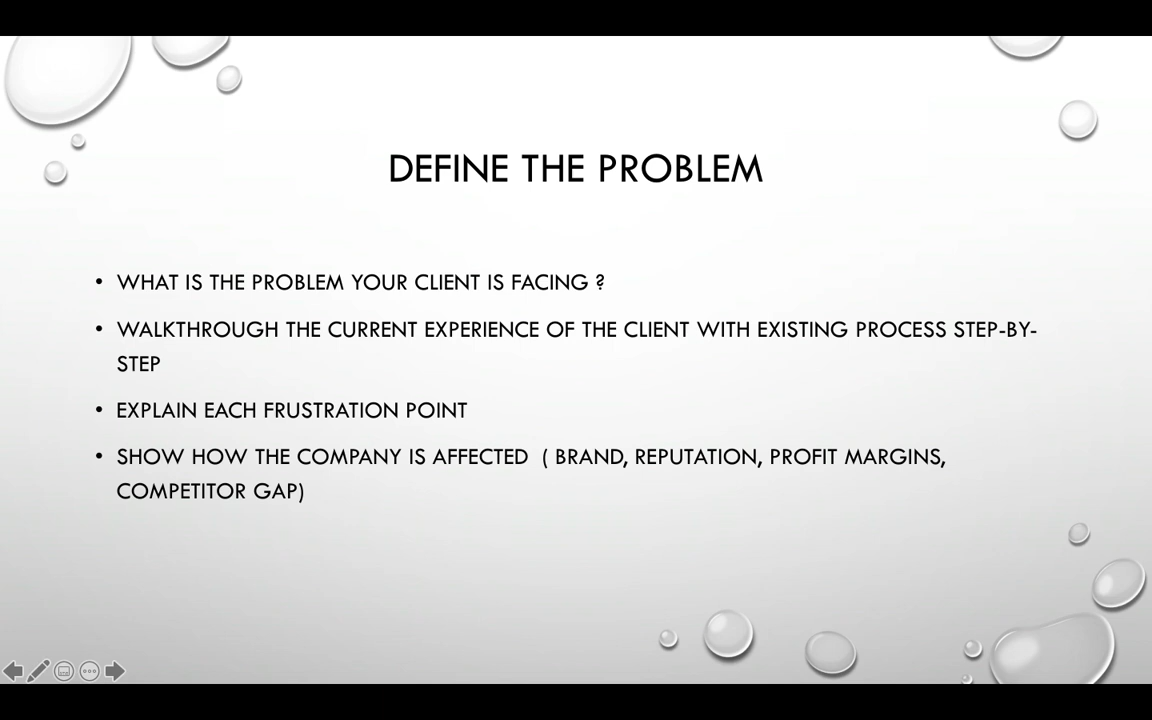 DEFINE THE PROBLEM
• WHAT IS THE PROBLEM YOUR CLIENT IS FACING ?
• WALKTHROUGH THE CURRENT EXPERIENCE OF THE CLIENT WITH EXISTING PROCESS STEP-BY-
STEP
• EXPLAIN EACH FRUSTRATION POINT
• SHOW HOW THE COMPANY IS AFFECTED ( BRAND, REPUTATION, PROFIT MARGINS,
COMPETITOR GAP)